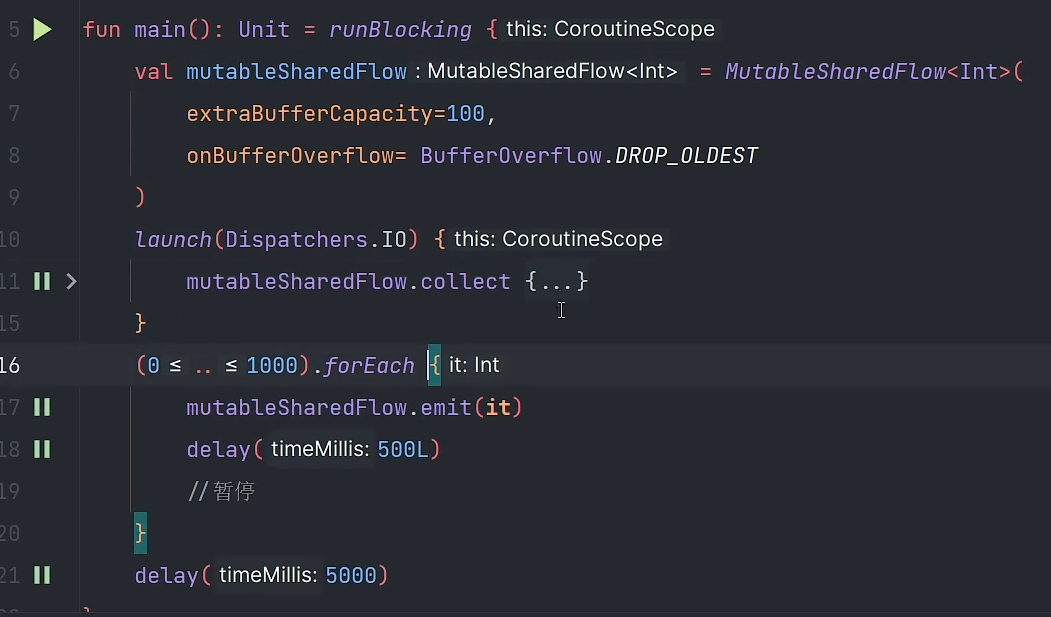 5 fun main(): Unit = runBlocking { this: CoroutineScope
6 val mutableSharedFlow : MutableSharedFlow<Int> = MutableSharedFlow<Int>(
7 extraBufferCapacity=100,
8 onBufferOverflow= BufferOverflow.DROP_OLDEST
9 )
10 launch(Dispatchers.IO) { this: CoroutineScope
11 mutableSharedFlow.collect {...}
15 }
16 (0 ≤ .. ≤ 1000).forEach { it: Int
17 mutableSharedFlow.emit(it)
18 delay( timeMillis: 500L)
19 //暂停
20 }
21 delay( timeMillis: 5000)